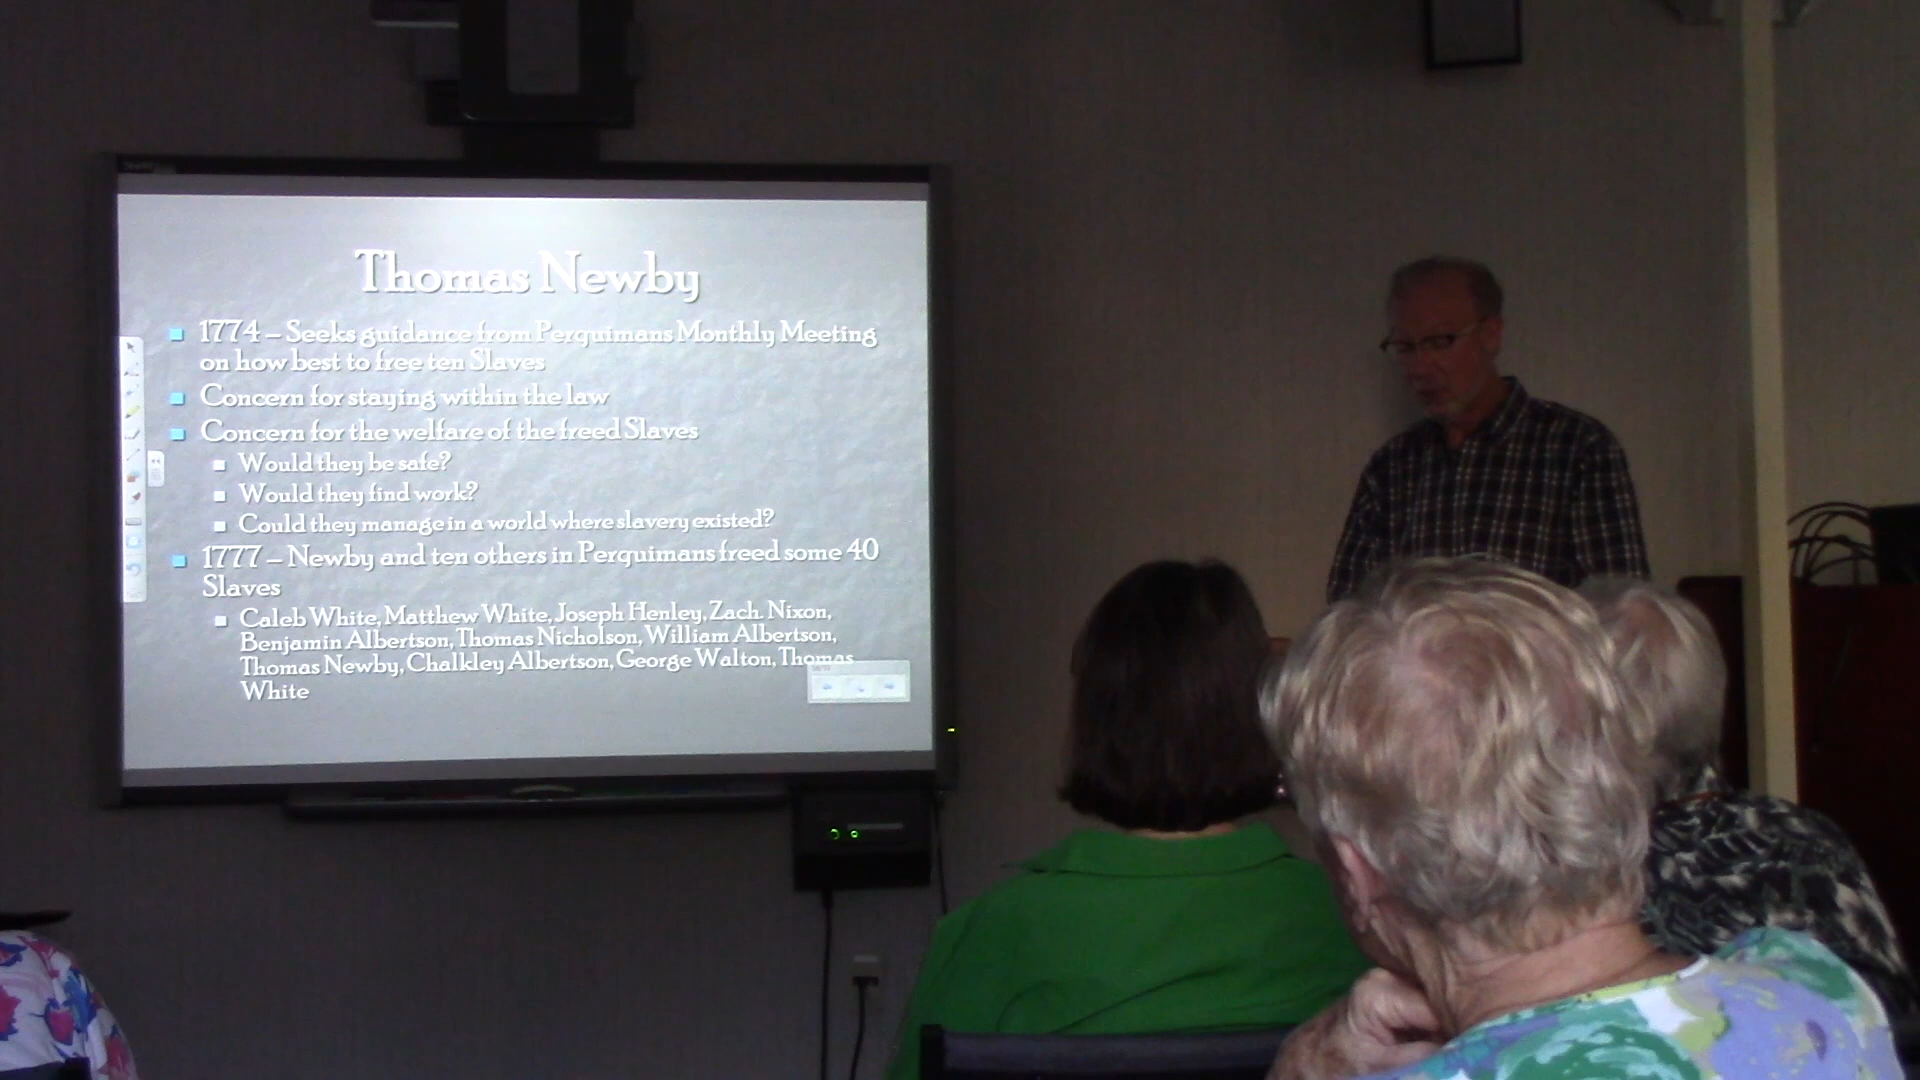 Thomas Newby
1774 – Seeks guidance from Perquimans Monthly Meeting
on how best to free ten Slaves
Concern for staying within the law
Concern for the welfare of the freed Slaves
Would they be safe?
Would they find work?
Could they manage in a world where slavery existed?
1777 – Newby and ten others in Perquimans freed some 40
Slaves
Caleb White, Matthew White, Joseph Henley, Zach. Nixon,
Benjamin Albertson, Thomas Nicholson, William Albertson,
Thomas Newby, Chalkley Albertson, George Walton, Thomas
White